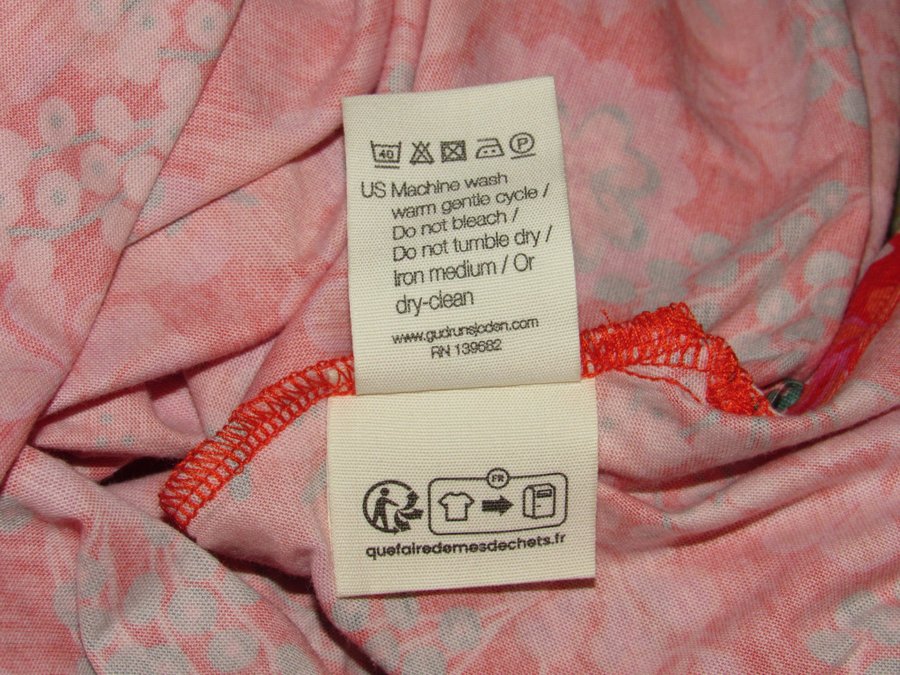 40 P
US Machine wash
warm gentle cycle /
Do not bleach /
Do not tumble dry /
Iron medium / Or
dry-clean
www.gudrunsjoden.com
RN 139682
FR
quefairedemesdechets.fr